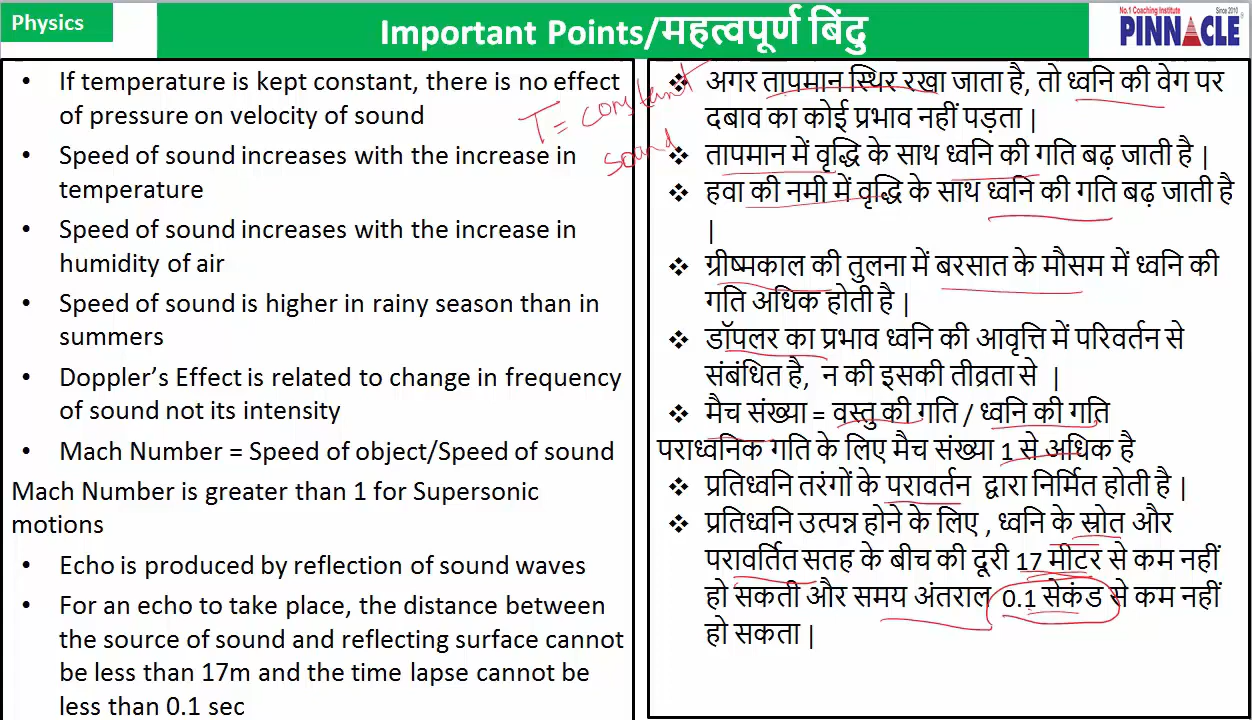 Physics
Important Points/महत्वपूर्ण बिंदु
No.1 Coaching Institute
Since 2010
PINNACLE
• If temperature is kept constant, there is no effect
of pressure on velocity of sound
• Speed of sound increases with the increase in
temperature
• Speed of sound increases with the increase in
humidity of air
• Speed of sound is higher in rainy season than in
summers
• Doppler’s Effect is related to change in frequency
of sound not its intensity
• Mach Number = Speed of object/Speed of sound
Mach Number is greater than 1 for Supersonic
motions
• Echo is produced by reflection of sound waves
• For an echo to take place, the distance between
the source of sound and reflecting surface cannot
be less than 17m and the time lapse cannot be
less than 0.1 sec
T = constant
sound
❖ अगर तापमान स्थिर रखा जाता है, तो ध्वनि की वेग पर
दबाव का कोई प्रभाव नहीं पड़ता |
❖ तापमान में वृद्धि के साथ ध्वनि की गति बढ़ जाती है |
❖ हवा की नमी में वृद्धि के साथ ध्वनि की गति बढ़ जाती है
|
❖ ग्रीष्मकाल की तुलना में बरसात के मौसम में ध्वनि की
गति अधिक होती है |
❖ डॉपलर का प्रभाव ध्वनि की आवृत्ति में परिवर्तन से
संबंधित है, न की इसकी तीव्रता से |
❖ मैच संख्या = वस्तु की गति / ध्वनि की गति
पराध्वनिक गति के लिए मैच संख्या 1 से अधिक है
❖ प्रतिध्वनि तरंगों के परावर्तन द्वारा निर्मित होती है |
❖ प्रतिध्वनि उत्पन्न होने के लिए , ध्वनि के स्रोत और
परावर्तित सतह के बीच की दूरी 17 मीटर से कम नहीं
हो सकती और समय अंतराल 0.1 सेकंड से कम नहीं
हो सकता |